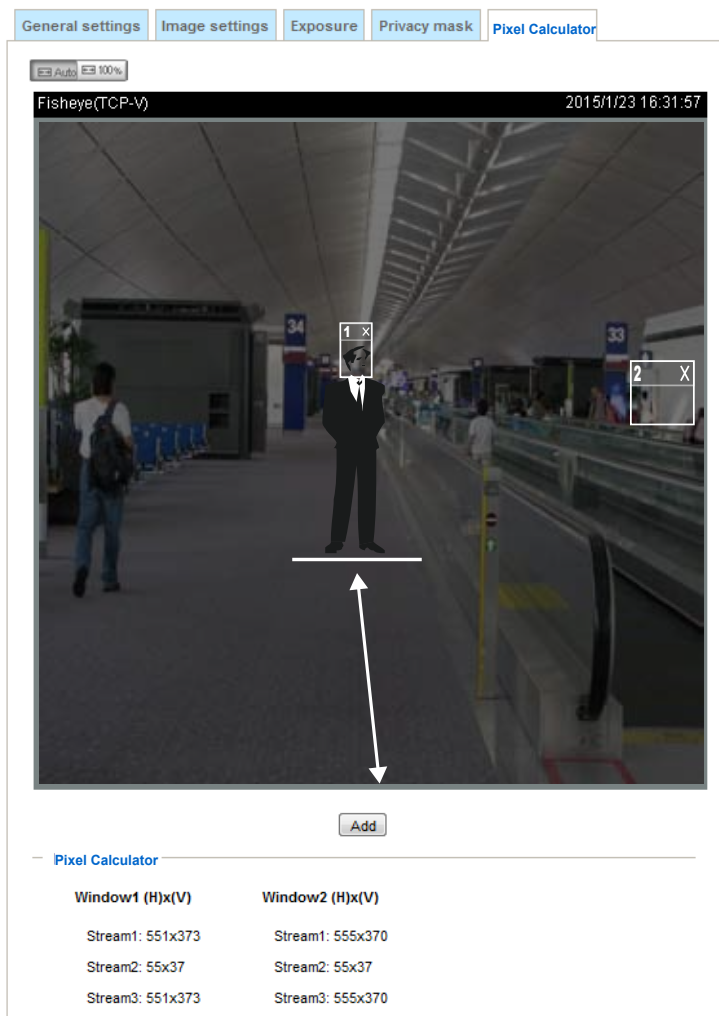 General settings Image settings Exposure Privacy mask Pixel Calculator
Auto 100%
Fisheye(TCP-V) 2015/1/23 16:31:57
34
1 X
33
2 X
Add
Pixel Calculator
Window1 (H)x(V) Window2 (H)x(V)
Stream1: 551x373 Stream1: 555x370
Stream2: 55x37 Stream2: 55x37
Stream3: 551x373 Stream3: 555x370